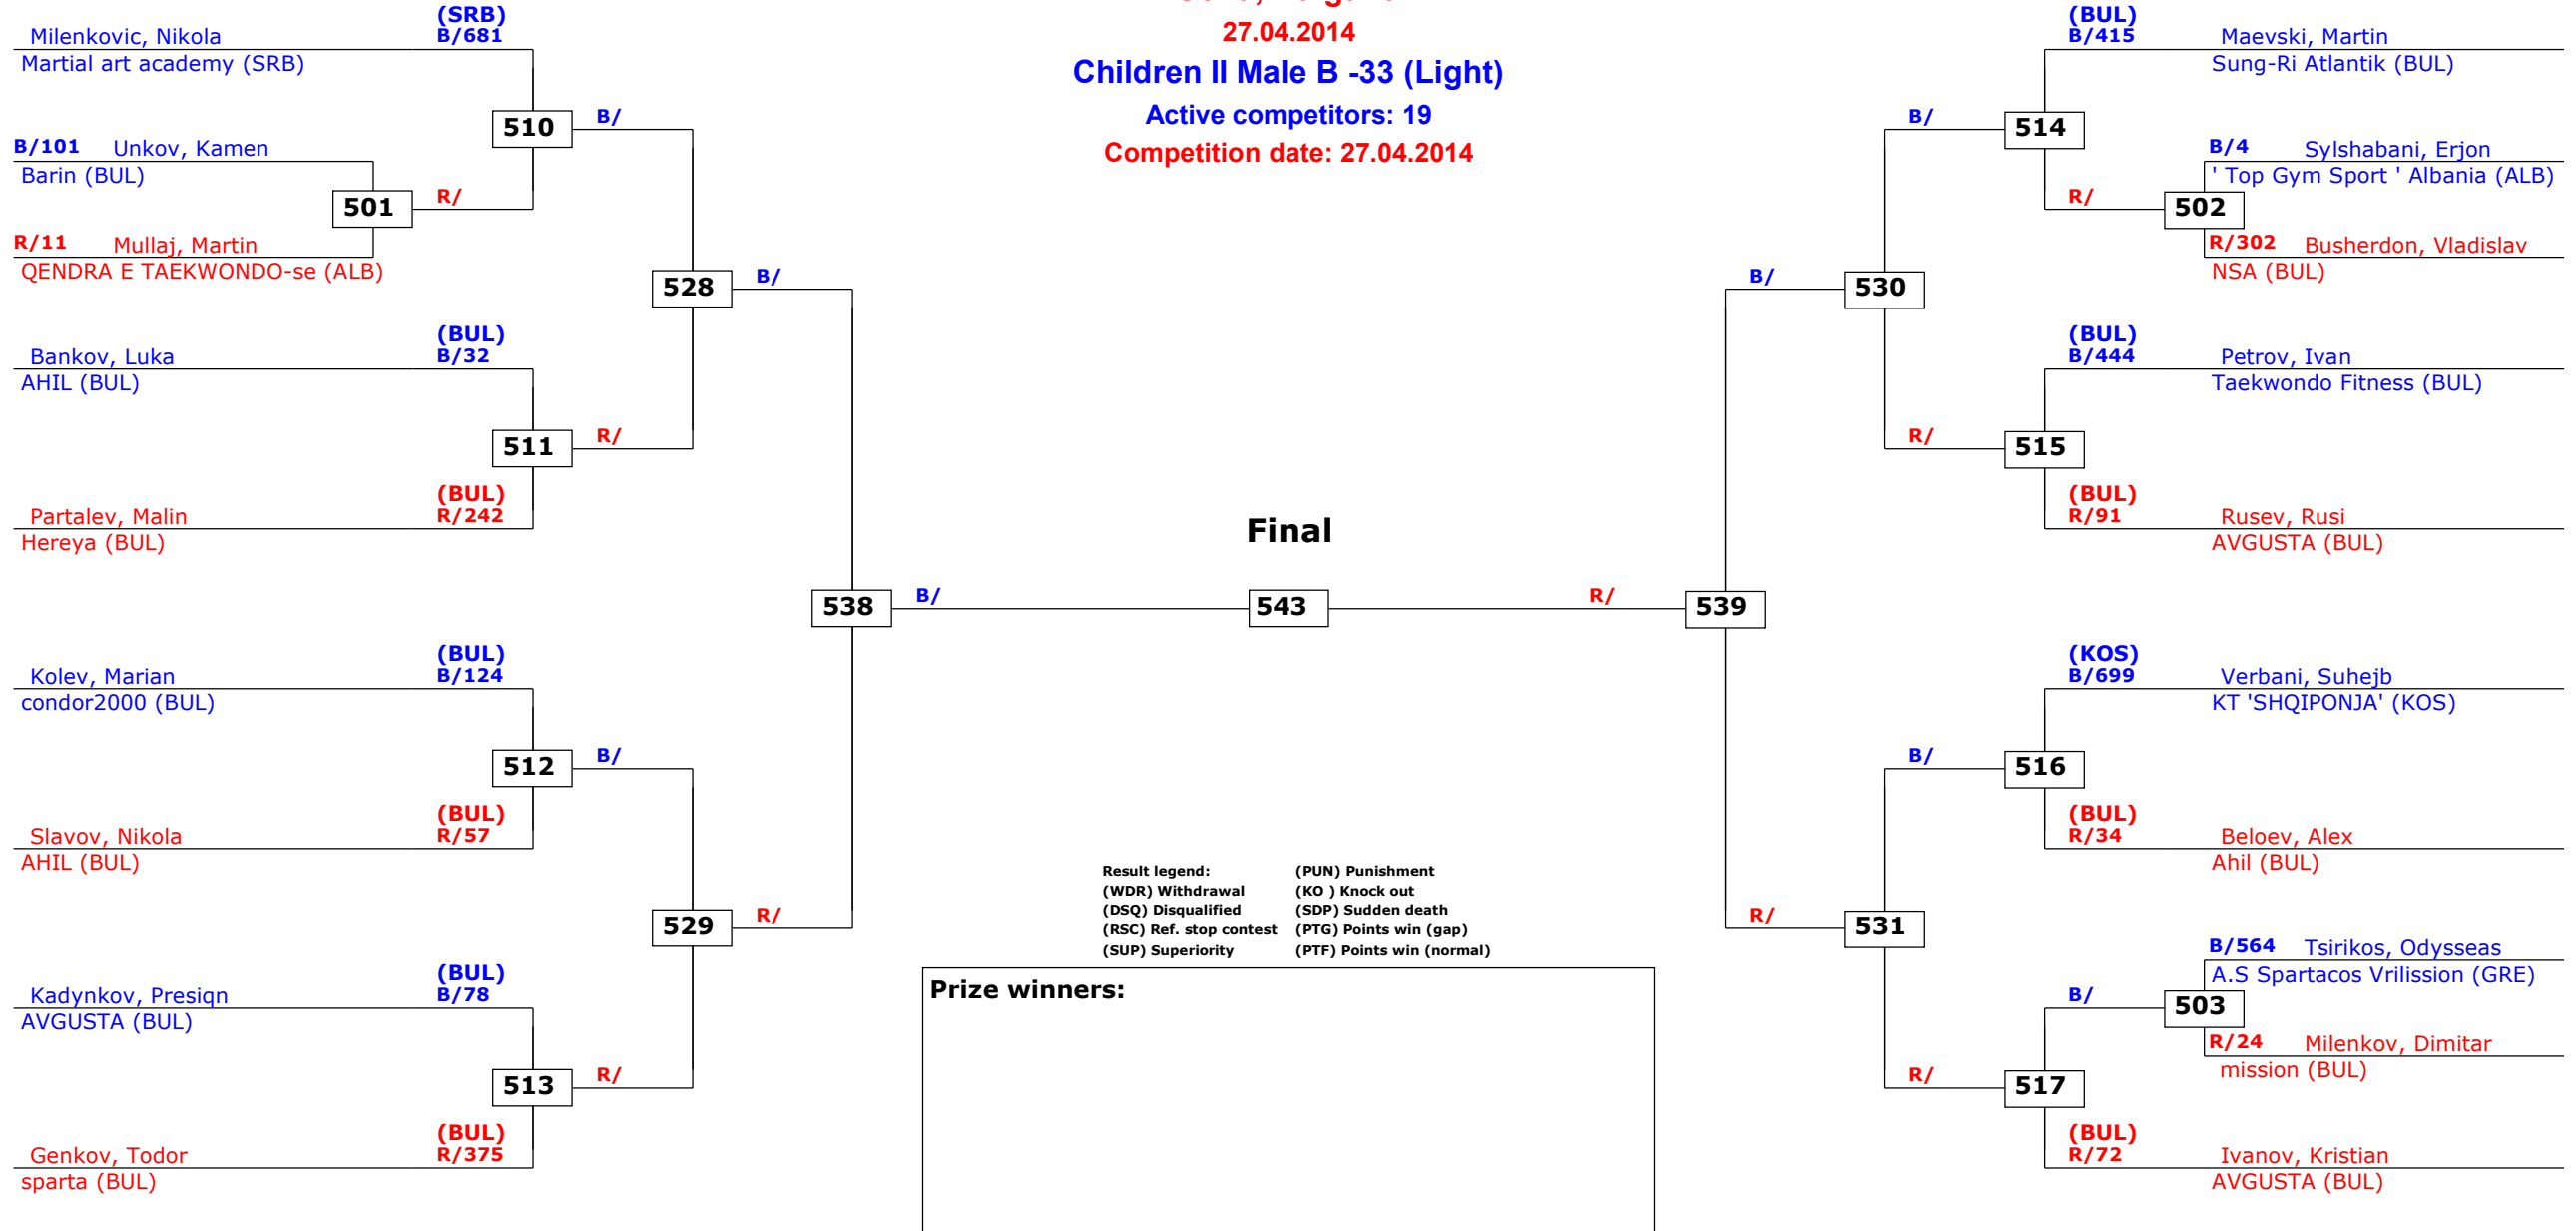 27.04.2014
Children II Male B -33 (Light)
Active competitors: 19
Competition date: 27.04.2014
(SRB)
Milenkovic, Nikola B/681
Martial art academy (SRB)
510
B/
B/101 Unkov, Kamen
Barin (BUL)
501
R/
R/11 Mullaj, Martin
QENDRA E TAEKWONDO-se (ALB)
528
B/
(BUL)
Bankov, Luka B/32
AHIL (BUL)
511
R/
(BUL)
Partalev, Malin R/242
Hereya (BUL)
538
B/
(BUL)
Kolev, Marian B/124
condor2000 (BUL)
512
B/
(BUL)
Slavov, Nikola R/57
AHIL (BUL)
529
R/
(BUL)
Kadynkov, Presiqn B/78
AVGUSTA (BUL)
513
R/
(BUL)
Genkov, Todor R/375
sparta (BUL)
Final
543
(BUL)
B/415 Maevski, Martin
Sung-Ri Atlantik (BUL)
B/
514
B/4 Sylshabani, Erjon
' Top Gym Sport ' Albania (ALB)
R/
502
R/302 Busherdon, Vladislav
NSA (BUL)
B/
530
(BUL)
B/444 Petrov, Ivan
Taekwondo Fitness (BUL)
R/
515
(BUL)
R/91 Rusev, Rusi
AVGUSTA (BUL)
R/
539
(KOS)
B/699 Verbani, Suhejb
KT 'SHQIPONJA' (KOS)
B/
516
(BUL)
R/34 Beloev, Alex
Ahil (BUL)
R/
531
B/564 Tsirikos, Odysseas
A.S Spartacos Vrilission (GRE)
B/
503
R/24 Milenkov, Dimitar
mission (BUL)
R/
517
(BUL)
R/72 Ivanov, Kristian
AVGUSTA (BUL)
Result legend: (PUN) Punishment
(WDR) Withdrawal (KO ) Knock out
(DSQ) Disqualified (SDP) Sudden death
(RSC) Ref. stop contest (PTG) Points win (gap)
(SUP) Superiority (PTF) Points win (normal)
Prize winners: